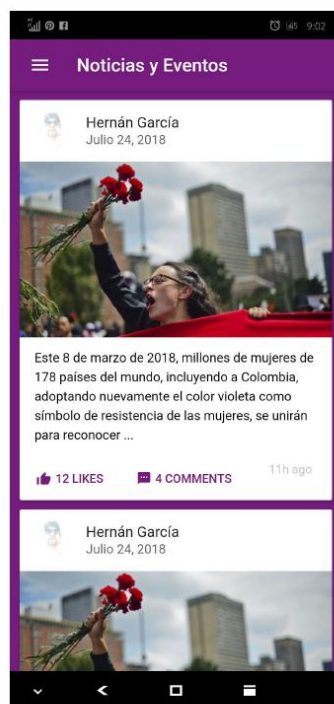 9:02
Noticias y Eventos
Hernán García
Julio 24, 2018
Este 8 de marzo de 2018, millones de mujeres de
178 países del mundo, incluyendo a Colombia,
adoptando nuevamente el color violeta como
símbolo de resistencia de las mujeres, se unirán
para reconocer ...
12 LIKES 4 COMMENTS 11h ago
Hernán García
Julio 24, 2018